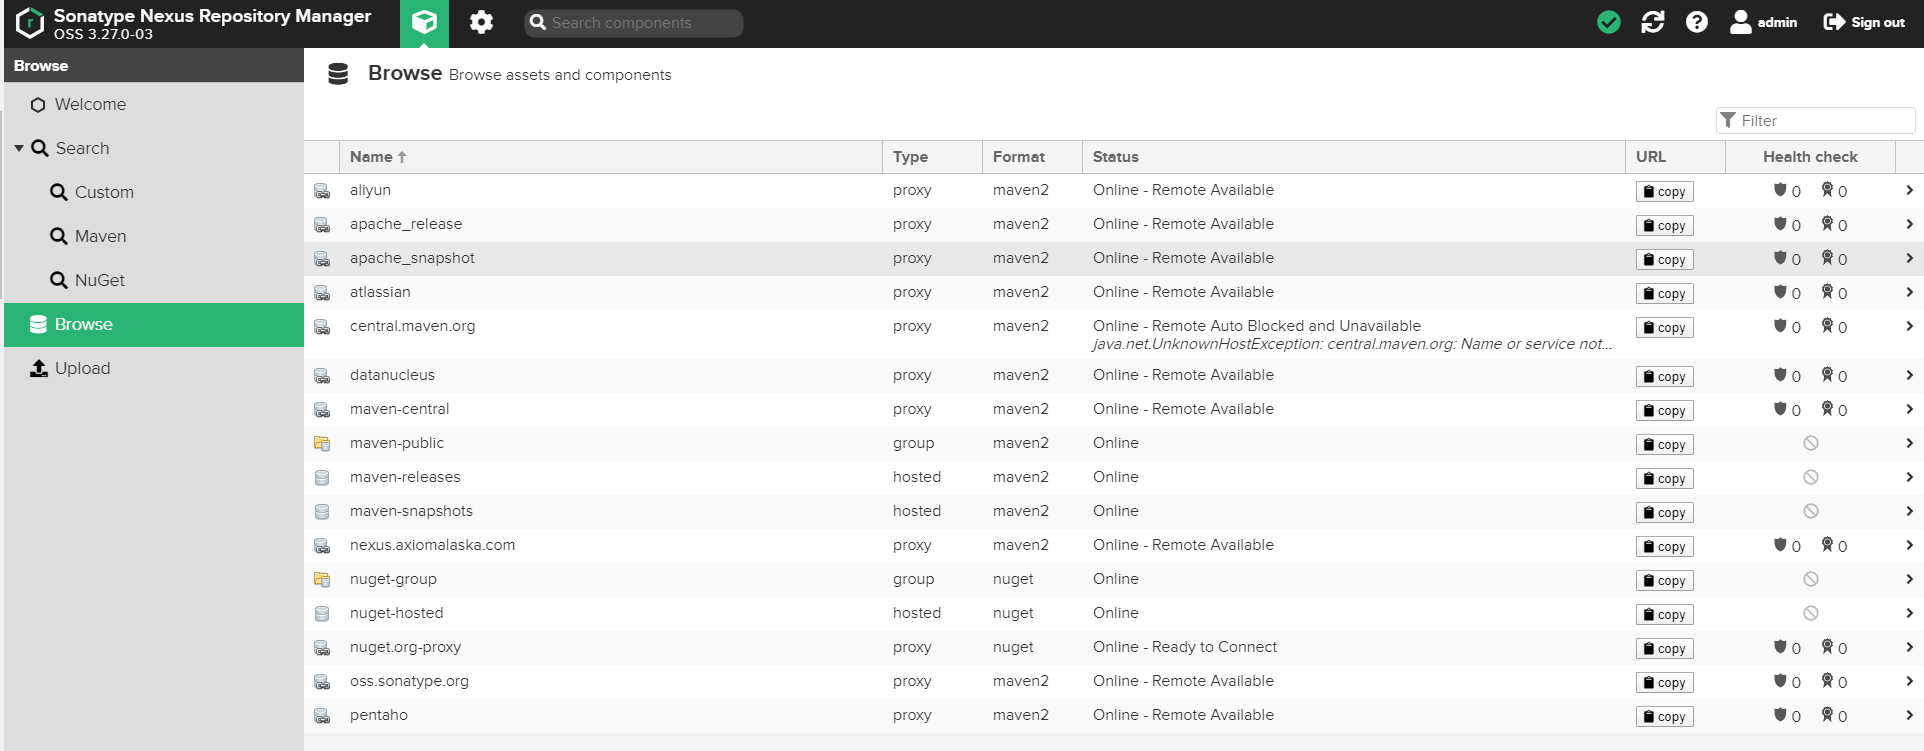 Sonatype Nexus Repository Manager
OSS 3.27.0-03
Search components
admin
Sign out
Browse
Welcome
Search
Custom
Maven
NuGet
Browse
Upload
Browse Browse assets and components
Filter
Name Type Format Status URL Health check
aliyun proxy maven2 Online - Remote Available copy 0 0
apache_release proxy maven2 Online - Remote Available copy 0 0
apache_snapshot proxy maven2 Online - Remote Available copy 0 0
atlassian proxy maven2 Online - Remote Available copy 0 0
central.maven.org proxy maven2 Online - Remote Auto Blocked and Unavailable copy 0 0
java.net.UnknownHostException: central.maven.org: Name or service not...
datanucleus proxy maven2 Online - Remote Available copy 0 0
maven-central proxy maven2 Online - Remote Available copy 0 0
maven-public group maven2 Online copy
maven-releases hosted maven2 Online copy
maven-snapshots hosted maven2 Online copy
nexus.axiomalaska.com proxy maven2 Online - Remote Available copy 0 0
nuget-group group nuget Online copy
nuget-hosted hosted nuget Online copy
nuget.org-proxy proxy nuget Online - Ready to Connect copy 0 0
oss.sonatype.org proxy maven2 Online - Remote Available copy 0 0
pentaho proxy maven2 Online - Remote Available copy 0 0